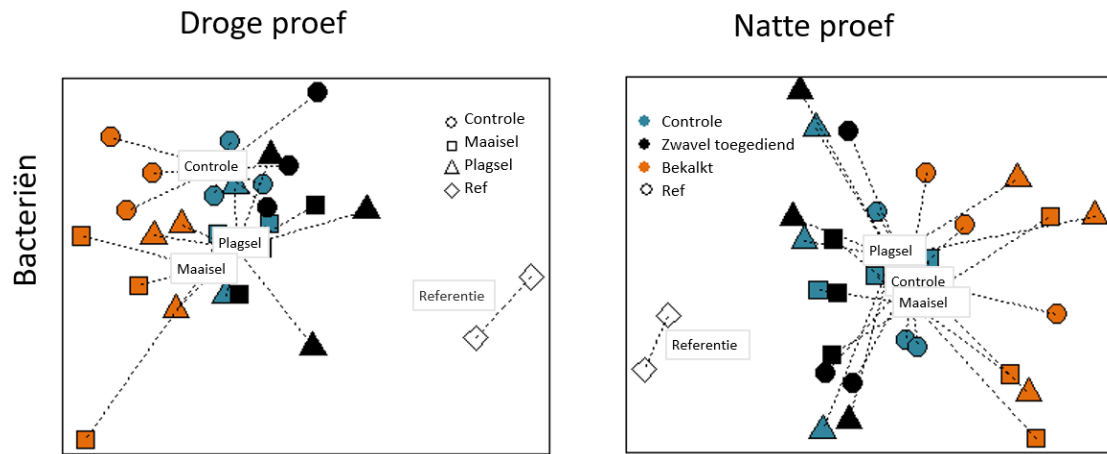 Droge proef
Natte proef
Bacteriën
Controle
Maaisel
Plagsel
Ref
Controle
Plagsel
Maaisel
Referentie
Controle
Zwavel toegediend
Bekalkt
Ref
Plagsel
Controle
Maaisel
Referentie